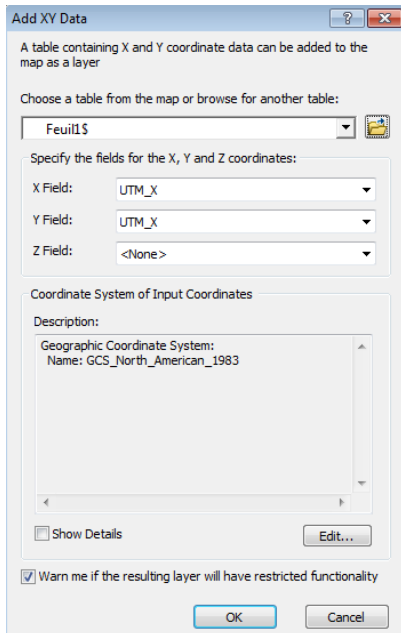 Add XY Data
A table containing X and Y coordinate data can be added to the
map as a layer
Choose a table from the map or browse for another table:
Feuil1$
Specify the fields for the X, Y and Z coordinates:
X Field: UTM_X
Y Field: UTM_X
Z Field: <None>
Coordinate System of Input Coordinates
Description:
Geographic Coordinate System:
Name: GCS_North_American_1983
Show Details Edit...
Warn me if the resulting layer will have restricted functionality
OK Cancel